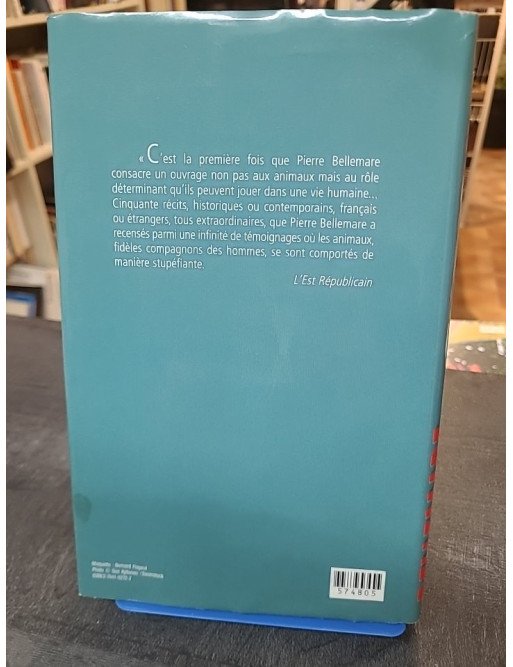 « C'est la première fois que Pierre Bellemare
consacre un ouvrage non pas aux animaux mais au rôle
déterminant qu'ils peuvent jouer dans une vie humaine...
Cinquante récits, historiques ou contemporains, français
ou étrangers, tous extraordinaires, que Pierre Bellemare a
recensés parmi une infinité de témoignages où les animaux,
fidèles compagnons des hommes, se sont comportés de
manière stupéfiante.
L'Est Républicain
Maquette : Bernard
Photo ©
574805